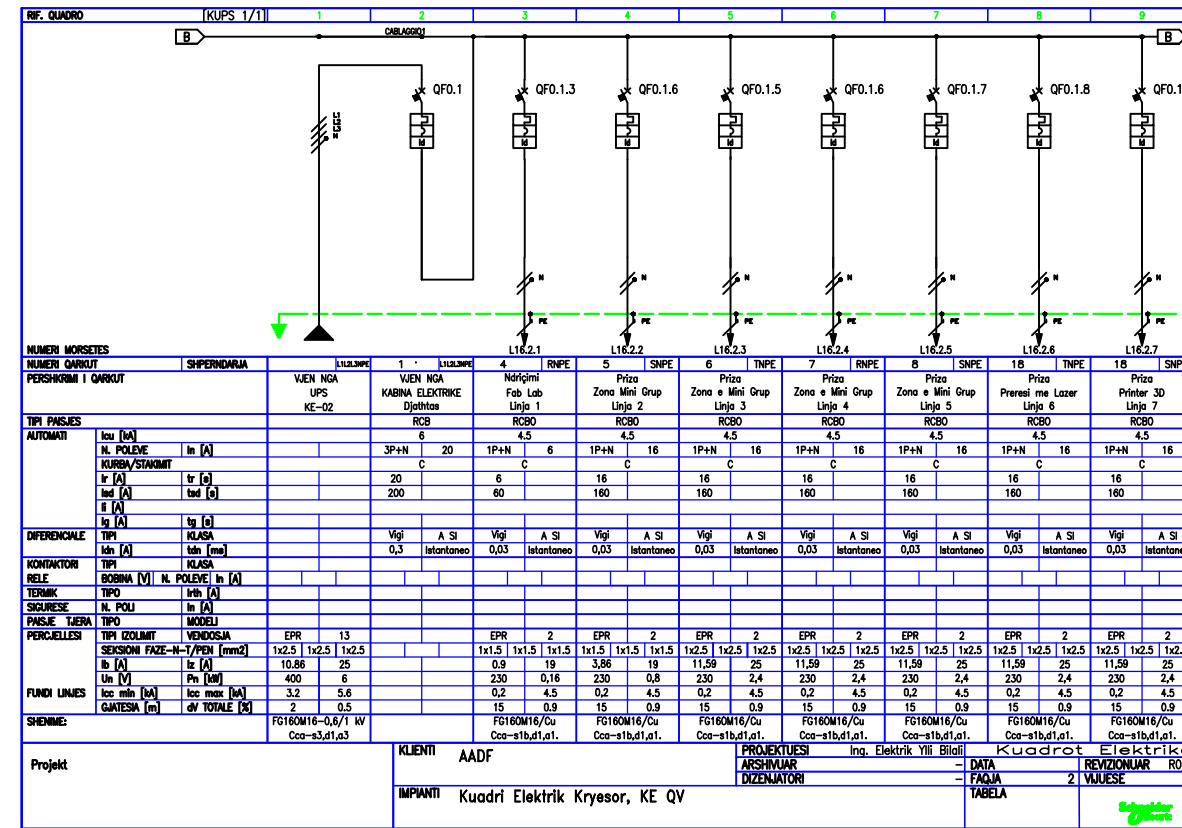 RIF. QUADRO [KUPS 1/1] 1 2 3 4 5 6 7 8 9
B CABLAGGIO1 B
QF0.1 QF0.1.3 QF0.1.6 QF0.1.5 QF0.1.6 QF0.1.7 QF0.1.8 QF0.1
Id Id Id Id Id Id Id Id
N N N N N N N
PE PE PE PE PE PE PE
NUMERI MORSETES L16.2.1 L16.2.2 L16.2.3 L16.2.4 L16.2.5 L16.2.6 L16.2.7
NUMERI QARKUT SHPERNDARJA L1L2L3NPE 1 L1L2L3NPE 4 RNPE 5 SNPE 6 TNPE 7 RNPE 8 SNPE 18 TNPE 18 SNP
PERSHKRIMI I QARKUT VJEN NGA VJEN NGA Ndriçimi Priza Priza Priza Priza Priza Priza
UPS KABINA ELEKTRIKE Fab Lab Zona Mini Grup Zona e Mini Grup Zona e Mini Grup Zona e Mini Grup Preresi me Lazer Printer 3D
KE-02 Djathtas Linja 1 Linja 2 Linja 3 Linja 4 Linja 5 Linja 6 Linja 7
TIPI PAISJES RCB RCBO RCBO RCBO RCBO RCBO RCBO RCBO
AUTOMATI Icu [kA] 6 4.5 4.5 4.5 4.5 4.5 4.5 4.5
N. POLEVE In [A] 3P+N 20 1P+N 6 1P+N 16 1P+N 16 1P+N 16 1P+N 16 1P+N 16 1P+N 16
KURBA/STAKIMIT C C C C C C C C
Ir [A] tr [s] 20 6 16 16 16 16 16 16
Isd [A] tsd [s] 200 60 160 160 160 160 160 160
Ii [A]
Ig [A] tg [s]
DIFERENCIALE TIPI KLASA Vigi A SI Vigi A SI Vigi A SI Vigi A SI Vigi A SI Vigi A SI Vigi A SI Vigi A SI
Idn [A] tdn [ms] 0,3 Istantaneo 0,03 Istantaneo 0,03 Istantaneo 0,03 Istantaneo 0,03 Istantaneo 0,03 Istantaneo 0,03 Istantaneo 0,03 Istantane
KONTAKTORI TIPI KLASA
RELE BOBINA [V] N. POLEVE In [A]
TERMIK TIPO Irth [A]
SIGURESE N. POLI In [A]
PAISJE TJERA TIPO MODELI
PERCJELLESI TIPI IZOLIMIT VENDOSJA EPR 13 EPR 2 EPR 2 EPR 2 EPR 2 EPR 2 EPR 2 EPR 2
SEKSIONI FAZE-N-T/PEN [mm2] 1x2.5 1x2.5 1x2.5 1x1.5 1x1.5 1x1.5 1x1.5 1x1.5 1x1.5 1x2.5 1x2.5 1x2.5 1x2.5 1x2.5 1x2.5 1x2.5 1x2.5 1x2.5 1x2.5 1x2.5 1x2.5 1x2.5 1x2.5 1x2.
Ib [A] Iz [A] 10.86 25 0.9 19 3,86 19 11,59 25 11,59 25 11,59 25 11,59 25 11,59 25
Un [V] Pn [kW] 400 6 230 0,16 230 0,8 230 2,4 230 2,4 230 2,4 230 2,4 230 2,4
FUNDI LINJES Icc min [kA] Icc max [kA] 3.2 5.6 0,2 4.5 0,2 4.5 0,2 4.5 0,2 4.5 0,2 4.5 0,2 4.5 0,2 4.5
GJATESIA [m] dV TOTALE [%] 2 0.5 15 0.9 15 0.9 15 0.9 15 0.9 15 0.9 15 0.9 15 0.9
SHENIME: FG16OM16-0,6/1 kV FG16OM16/Cu FG16OM16/Cu FG16OM16/Cu FG16OM16/Cu FG16OM16/Cu FG16OM16/Cu FG16OM16/Cu
Cca-s3,d1,a3 Cca-s1b,d1,a1. Cca-s1b,d1,a1. Cca-s1b,d1,a1. Cca-s1b,d1,a1. Cca-s1b,d1,a1. Cca-s1b,d1,a1. Cca-s1b,d1,a1.
Projekt
KLIENTI AADF
PROJEKTUESI Ing. Elektrik Ylli Bilali
ARSHIVUAR -
DIZENJATORI -
Kuadrot Elektrike
DATA REVIZIONUAR R0
FAQJA 2 VIJUESE
IMPIANTI Kuadri Elektrik Kryesor, KE QV
TABELA
Schneider
Electric